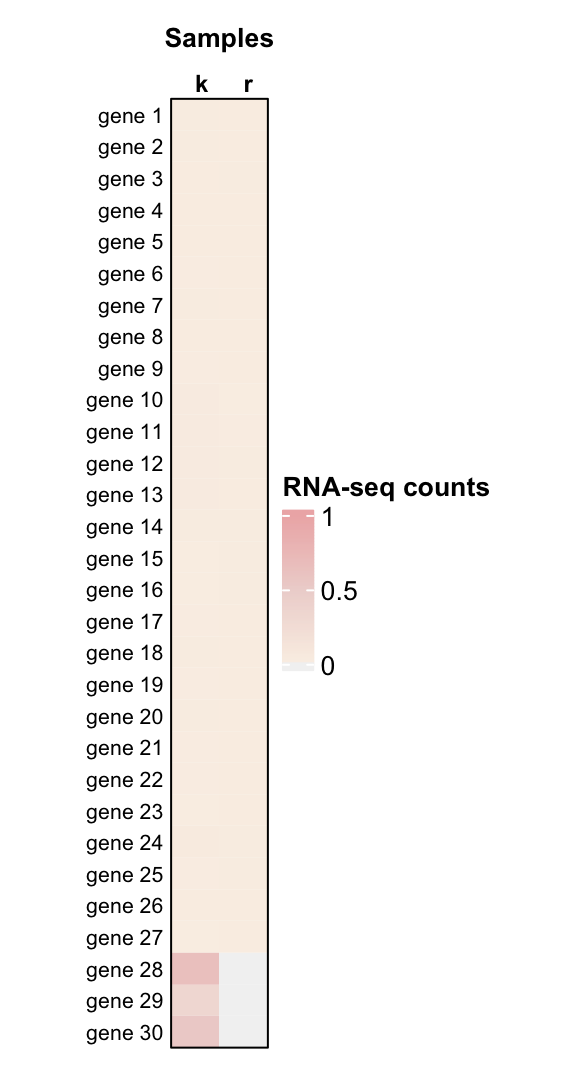 Samples
k r
gene 1
gene 2
gene 3
gene 4
gene 5
gene 6
gene 7
gene 8
gene 9
gene 10
gene 11
gene 12
gene 13
gene 14
gene 15
gene 16
gene 17
gene 18
gene 19
gene 20
gene 21
gene 22
gene 23
gene 24
gene 25
gene 26
gene 27
gene 28
gene 29
gene 30
RNA-seq counts
1
0.5
0